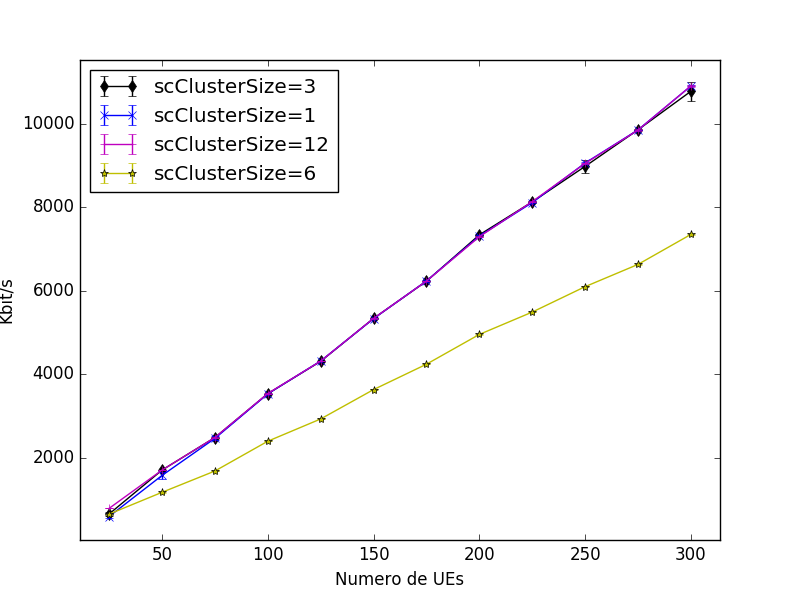 scClusterSize=3
scClusterSize=1
scClusterSize=12
scClusterSize=6
10000
8000
6000
4000
2000
Kbit/s
50 100 150 200 250 300
Numero de UEs